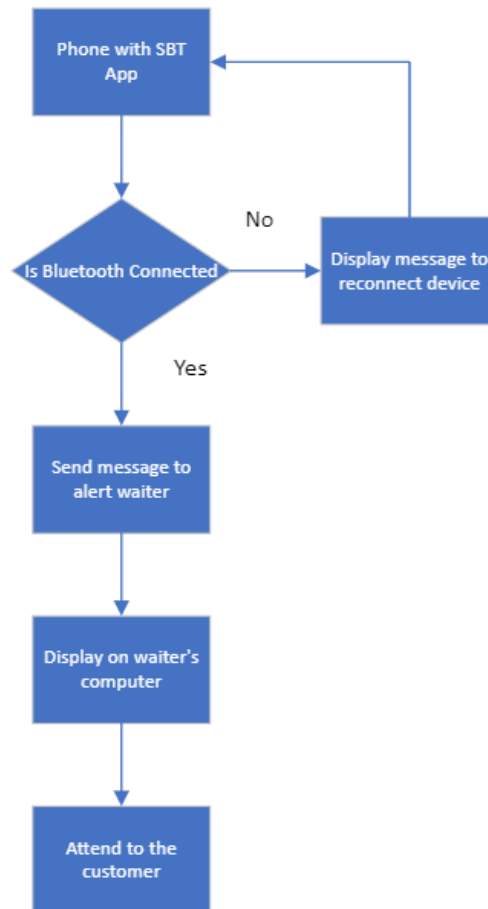 Phone with SBT
App
No
Is Bluetooth Connected
Display message to
reconnect device
Yes
Send message to
alert waiter
Display on waiter's
computer
Attend to the
customer